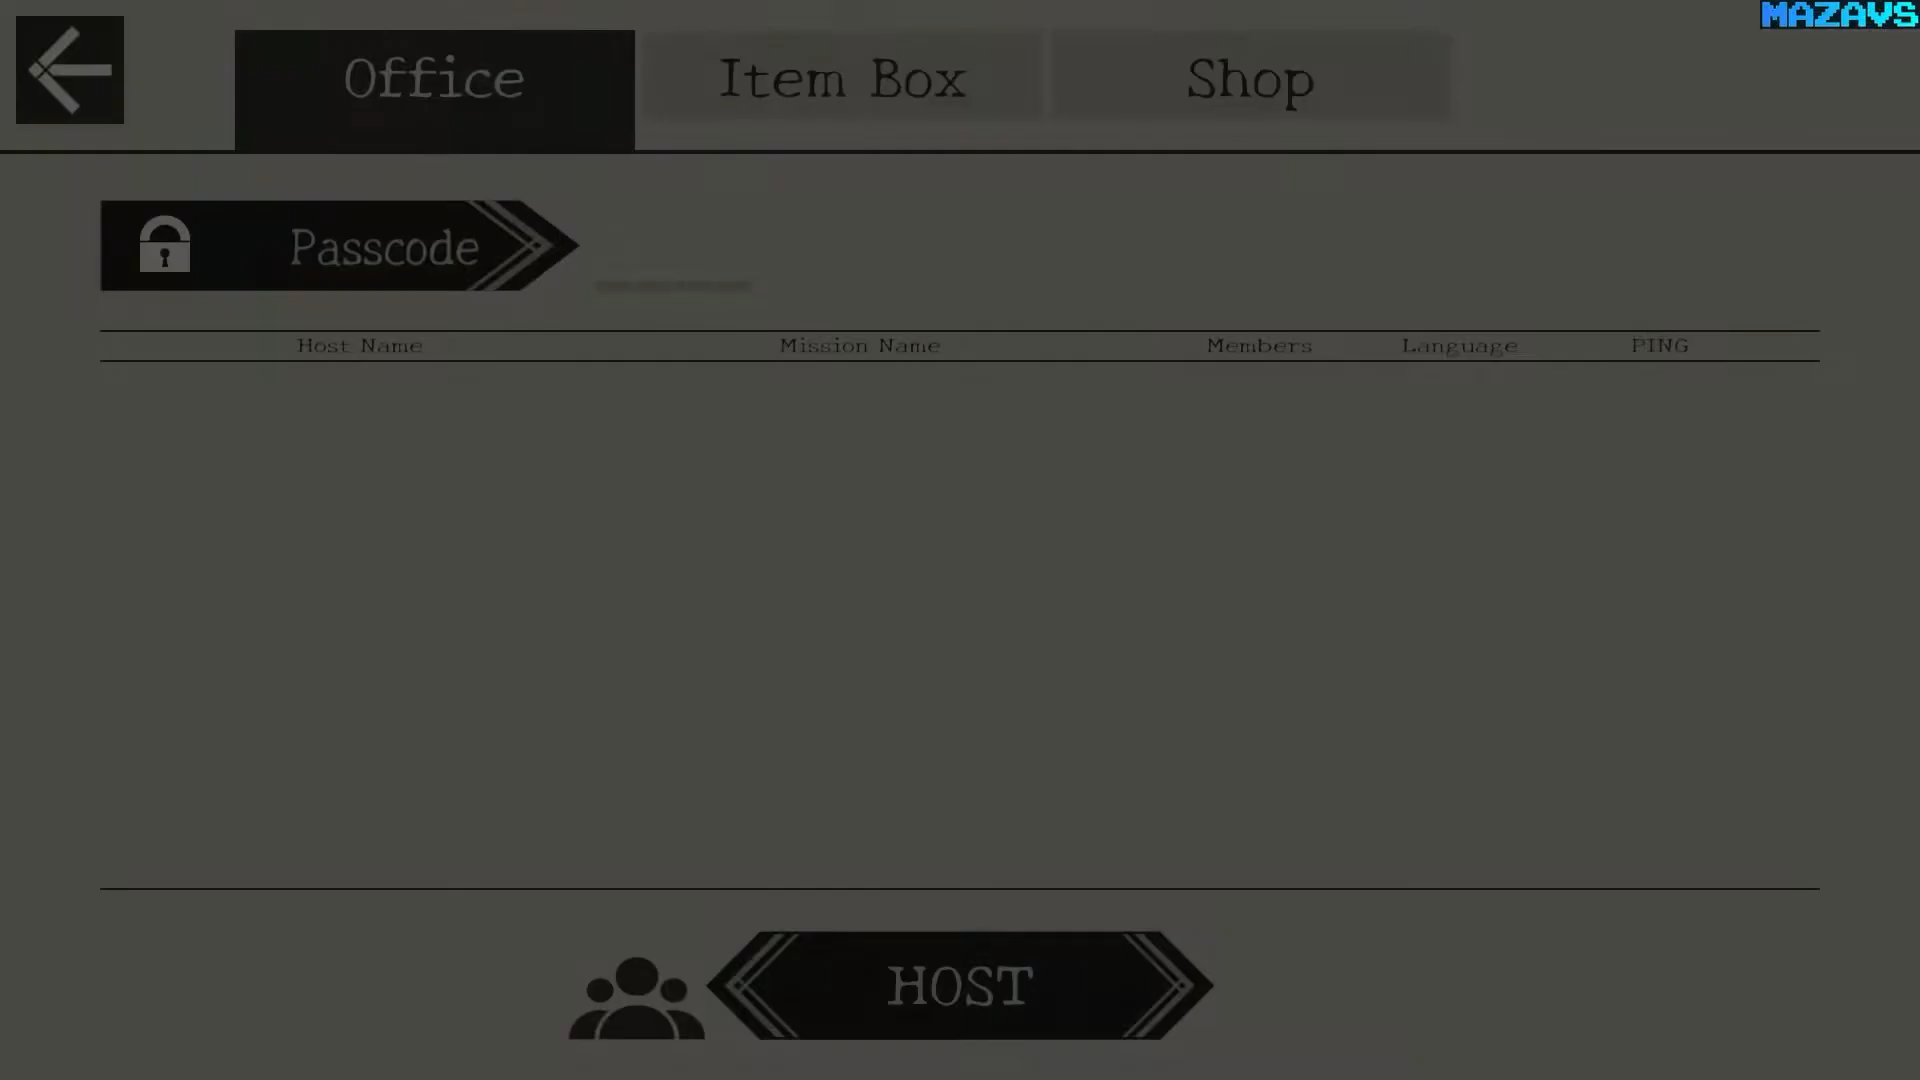 MAZAVS
Office
Item Box
Shop
Passcode
Host Name
Mission Name
Members
Language
PING
HOST